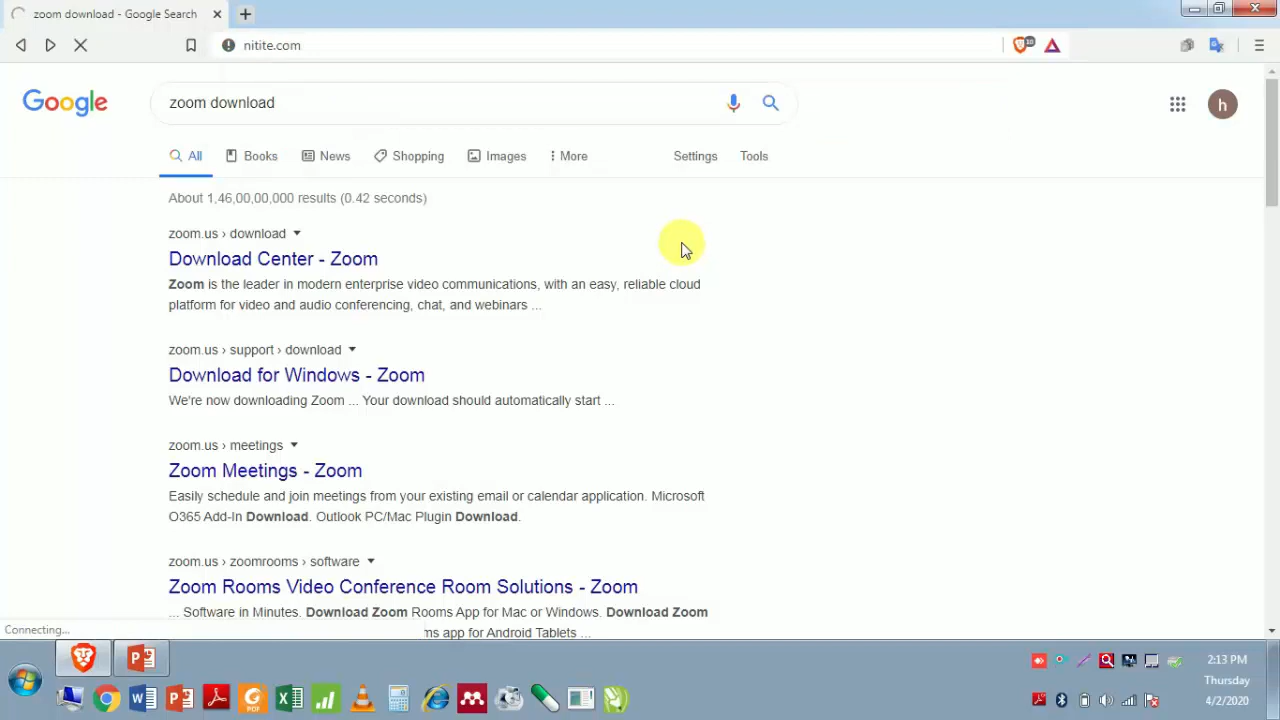 zoom download - Google Search
nitite.com
10
Google
zoom download
h
All Books News Shopping Images More Settings Tools
About 1,46,00,00,000 results (0.42 seconds)
zoom.us › download
Download Center - Zoom
Zoom is the leader in modern enterprise video communications, with an easy, reliable cloud
platform for video and audio conferencing, chat, and webinars ...
zoom.us › support › download
Download for Windows - Zoom
We're now downloading Zoom ... Your download should automatically start ...
zoom.us › meetings
Zoom Meetings - Zoom
Easily schedule and join meetings from your existing email or calendar application. Microsoft
O365 Add-In Download. Outlook PC/Mac Plugin Download.
zoom.us › zoomrooms › software
Zoom Rooms Video Conference Room Solutions - Zoom
... Software in Minutes. Download Zoom Rooms App for Mac or Windows. Download Zoom
Connecting...
ms app for Android Tablets ...
2:13 PM
Thursday
4/2/2020